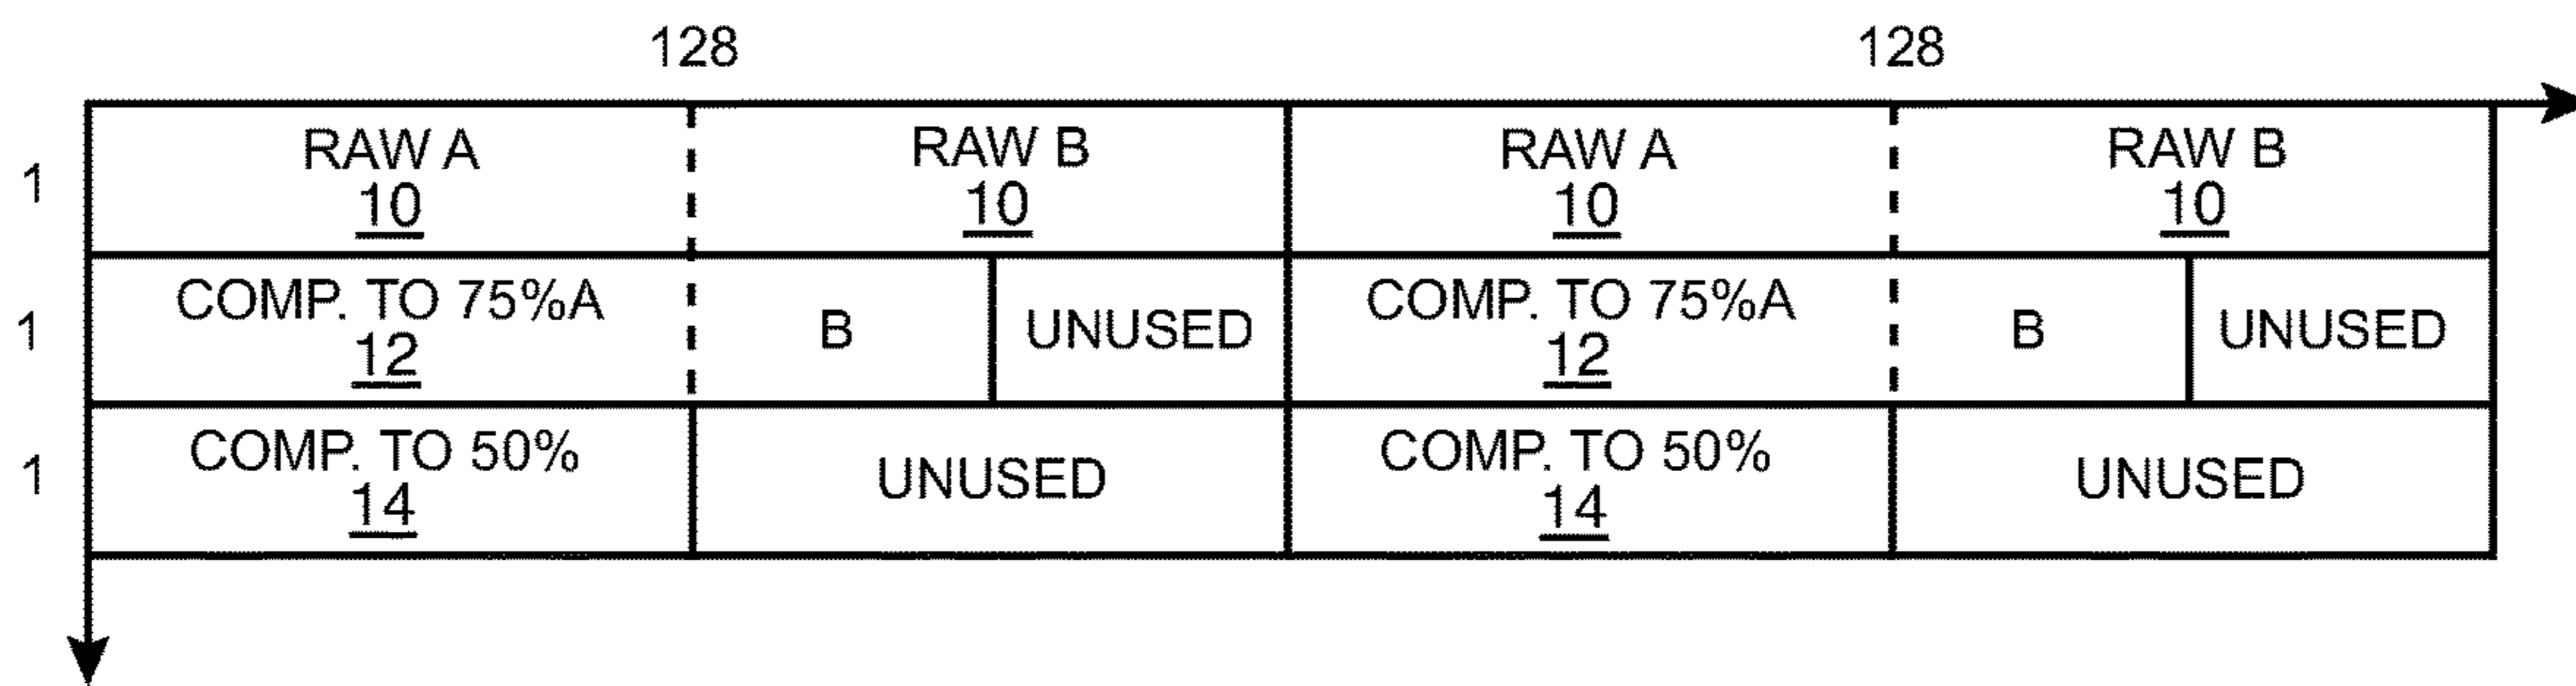 128 128
1 RAW A RAW B RAW A RAW B
10 10 10 10
1 COMP. TO 75%A B UNUSED COMP. TO 75%A B UNUSED
12 12
1 COMP. TO 50% UNUSED COMP. TO 50% UNUSED
14 14